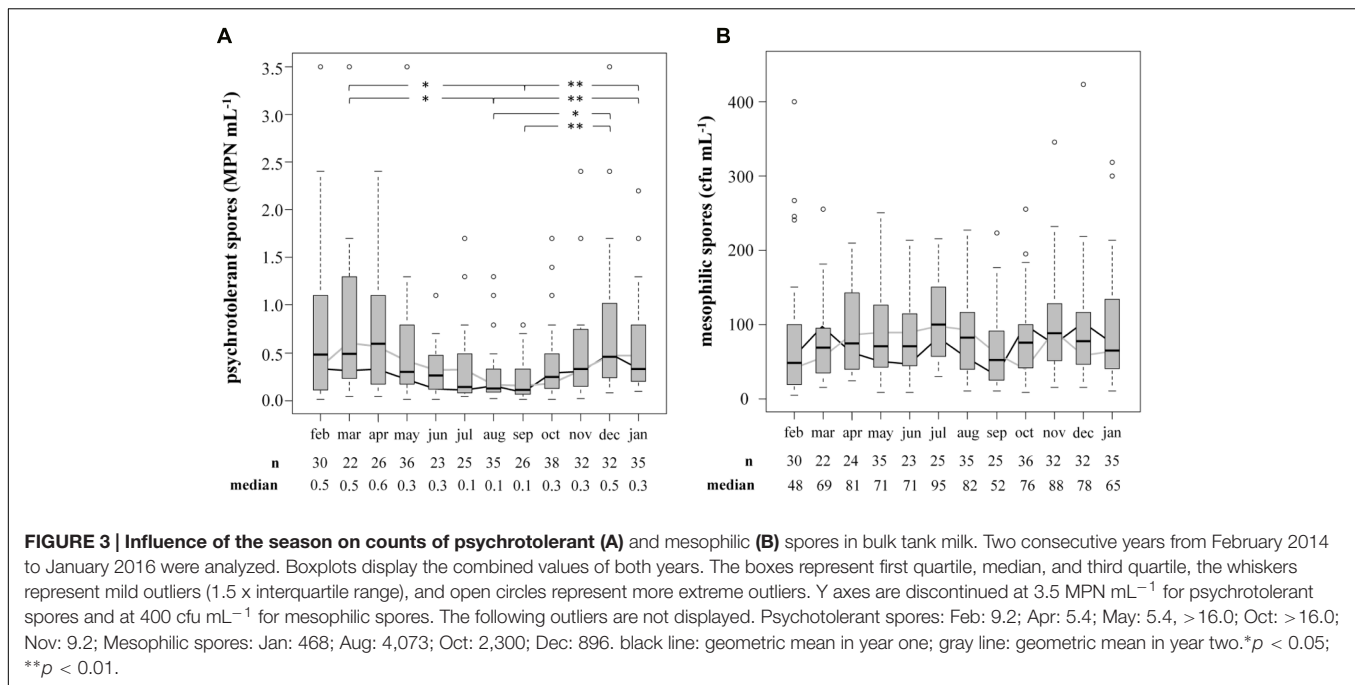 A
psychrotolerant spores (MPN mL−1)
3.5
3.0
2.5
2.0
1.5
1.0
0.5
0.0
* **
* **
*
**
feb mar apr may jun jul aug sep oct nov dec jan
n 30 22 26 36 23 25 35 26 38 32 32 35
median 0.5 0.5 0.6 0.3 0.3 0.1 0.1 0.1 0.3 0.3 0.5 0.3
B
mesophilic spores (cfu mL-1)
400
300
200
100
0
feb mar apr may jun jul aug sep oct nov dec jan
n 30 22 24 35 23 25 35 25 36 32 32 35
median 48 69 81 71 71 95 82 52 76 88 78 65
FIGURE 3 | Influence of the season on counts of psychrotolerant (A) and mesophilic (B) spores in bulk tank milk. Two consecutive years from February 2014
to January 2016 were analyzed. Boxplots display the combined values of both years. The boxes represent first quartile, median, and third quartile, the whiskers
represent mild outliers (1.5 x interquartile range), and open circles represent more extreme outliers. Y axes are discontinued at 3.5 MPN mL−1 for psychrotolerant
spores and at 400 cfu mL−1 for mesophilic spores. The following outliers are not displayed. Psychotolerant spores: Feb: 9.2; Apr: 5.4; May: 5.4, >16.0; Oct: >16.0;
Nov: 9.2; Mesophilic spores: Jan: 468; Aug: 4,073; Oct: 2,300; Dec: 896. black line: geometric mean in year one; gray line: geometric mean in year two.*p < 0.05;
**p < 0.01.